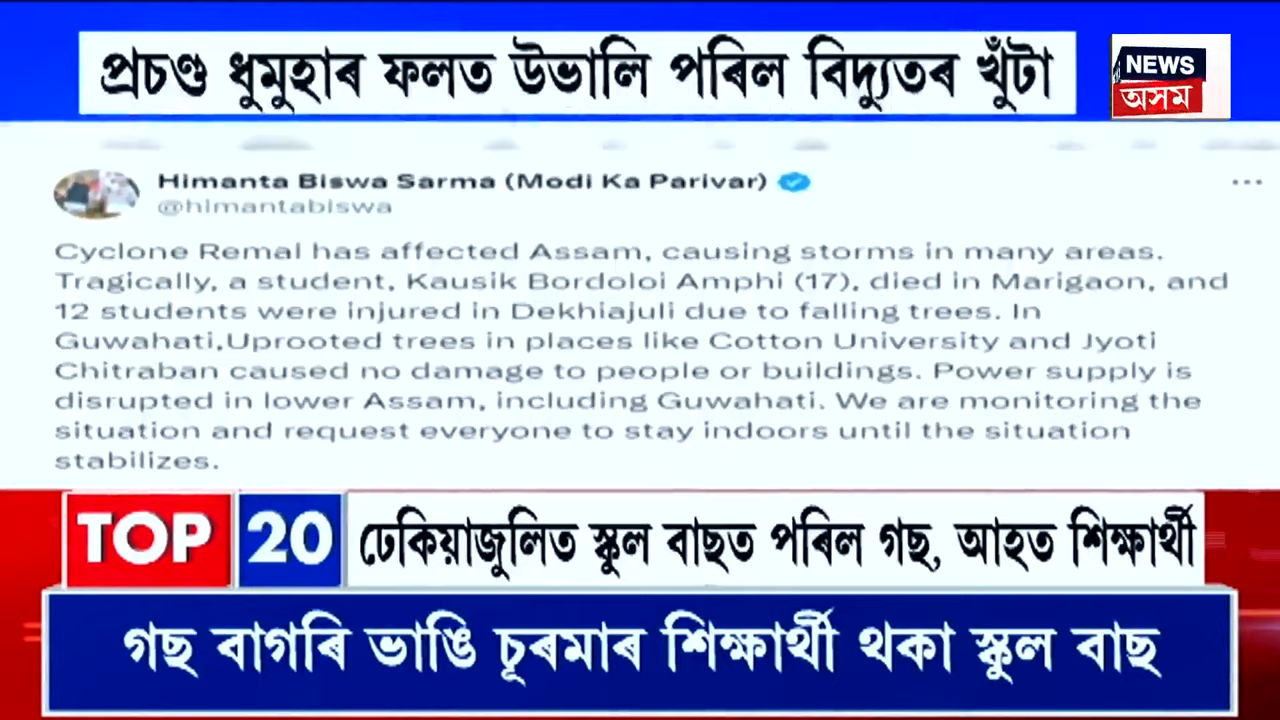 প্ৰচণ্ড ধুমুহাৰ ফলত উভালি পৰিল বিদ্যুতৰ খুঁটা
NEWS
অসম
Himanta Biswa Sarma (Modi Ka Parivar)
@himantabiswa
Cyclone Remal has affected Assam, causing storms in many areas.
Tragically, a student, Kausik Bordoloi Amphi (17), died in Marigaon, and
12 students were injured in Dekhiajuli due to falling trees. In
Guwahati,Uprooted trees in places like Cotton University and Jyoti
Chitraban caused no damage to people or buildings. Power supply is
disrupted in lower Assam, including Guwahati. We are monitoring the
situation and request everyone to stay indoors until the situation
stabilizes.
TOP 20
ঢেকিয়াজুলিত স্কুল বাছত পৰিল গছ, আহত শিক্ষাৰ্থী
গছ বাগৰি ভাঙি চূৰমাৰ শিক্ষাৰ্থী থকা স্কুল বাছ